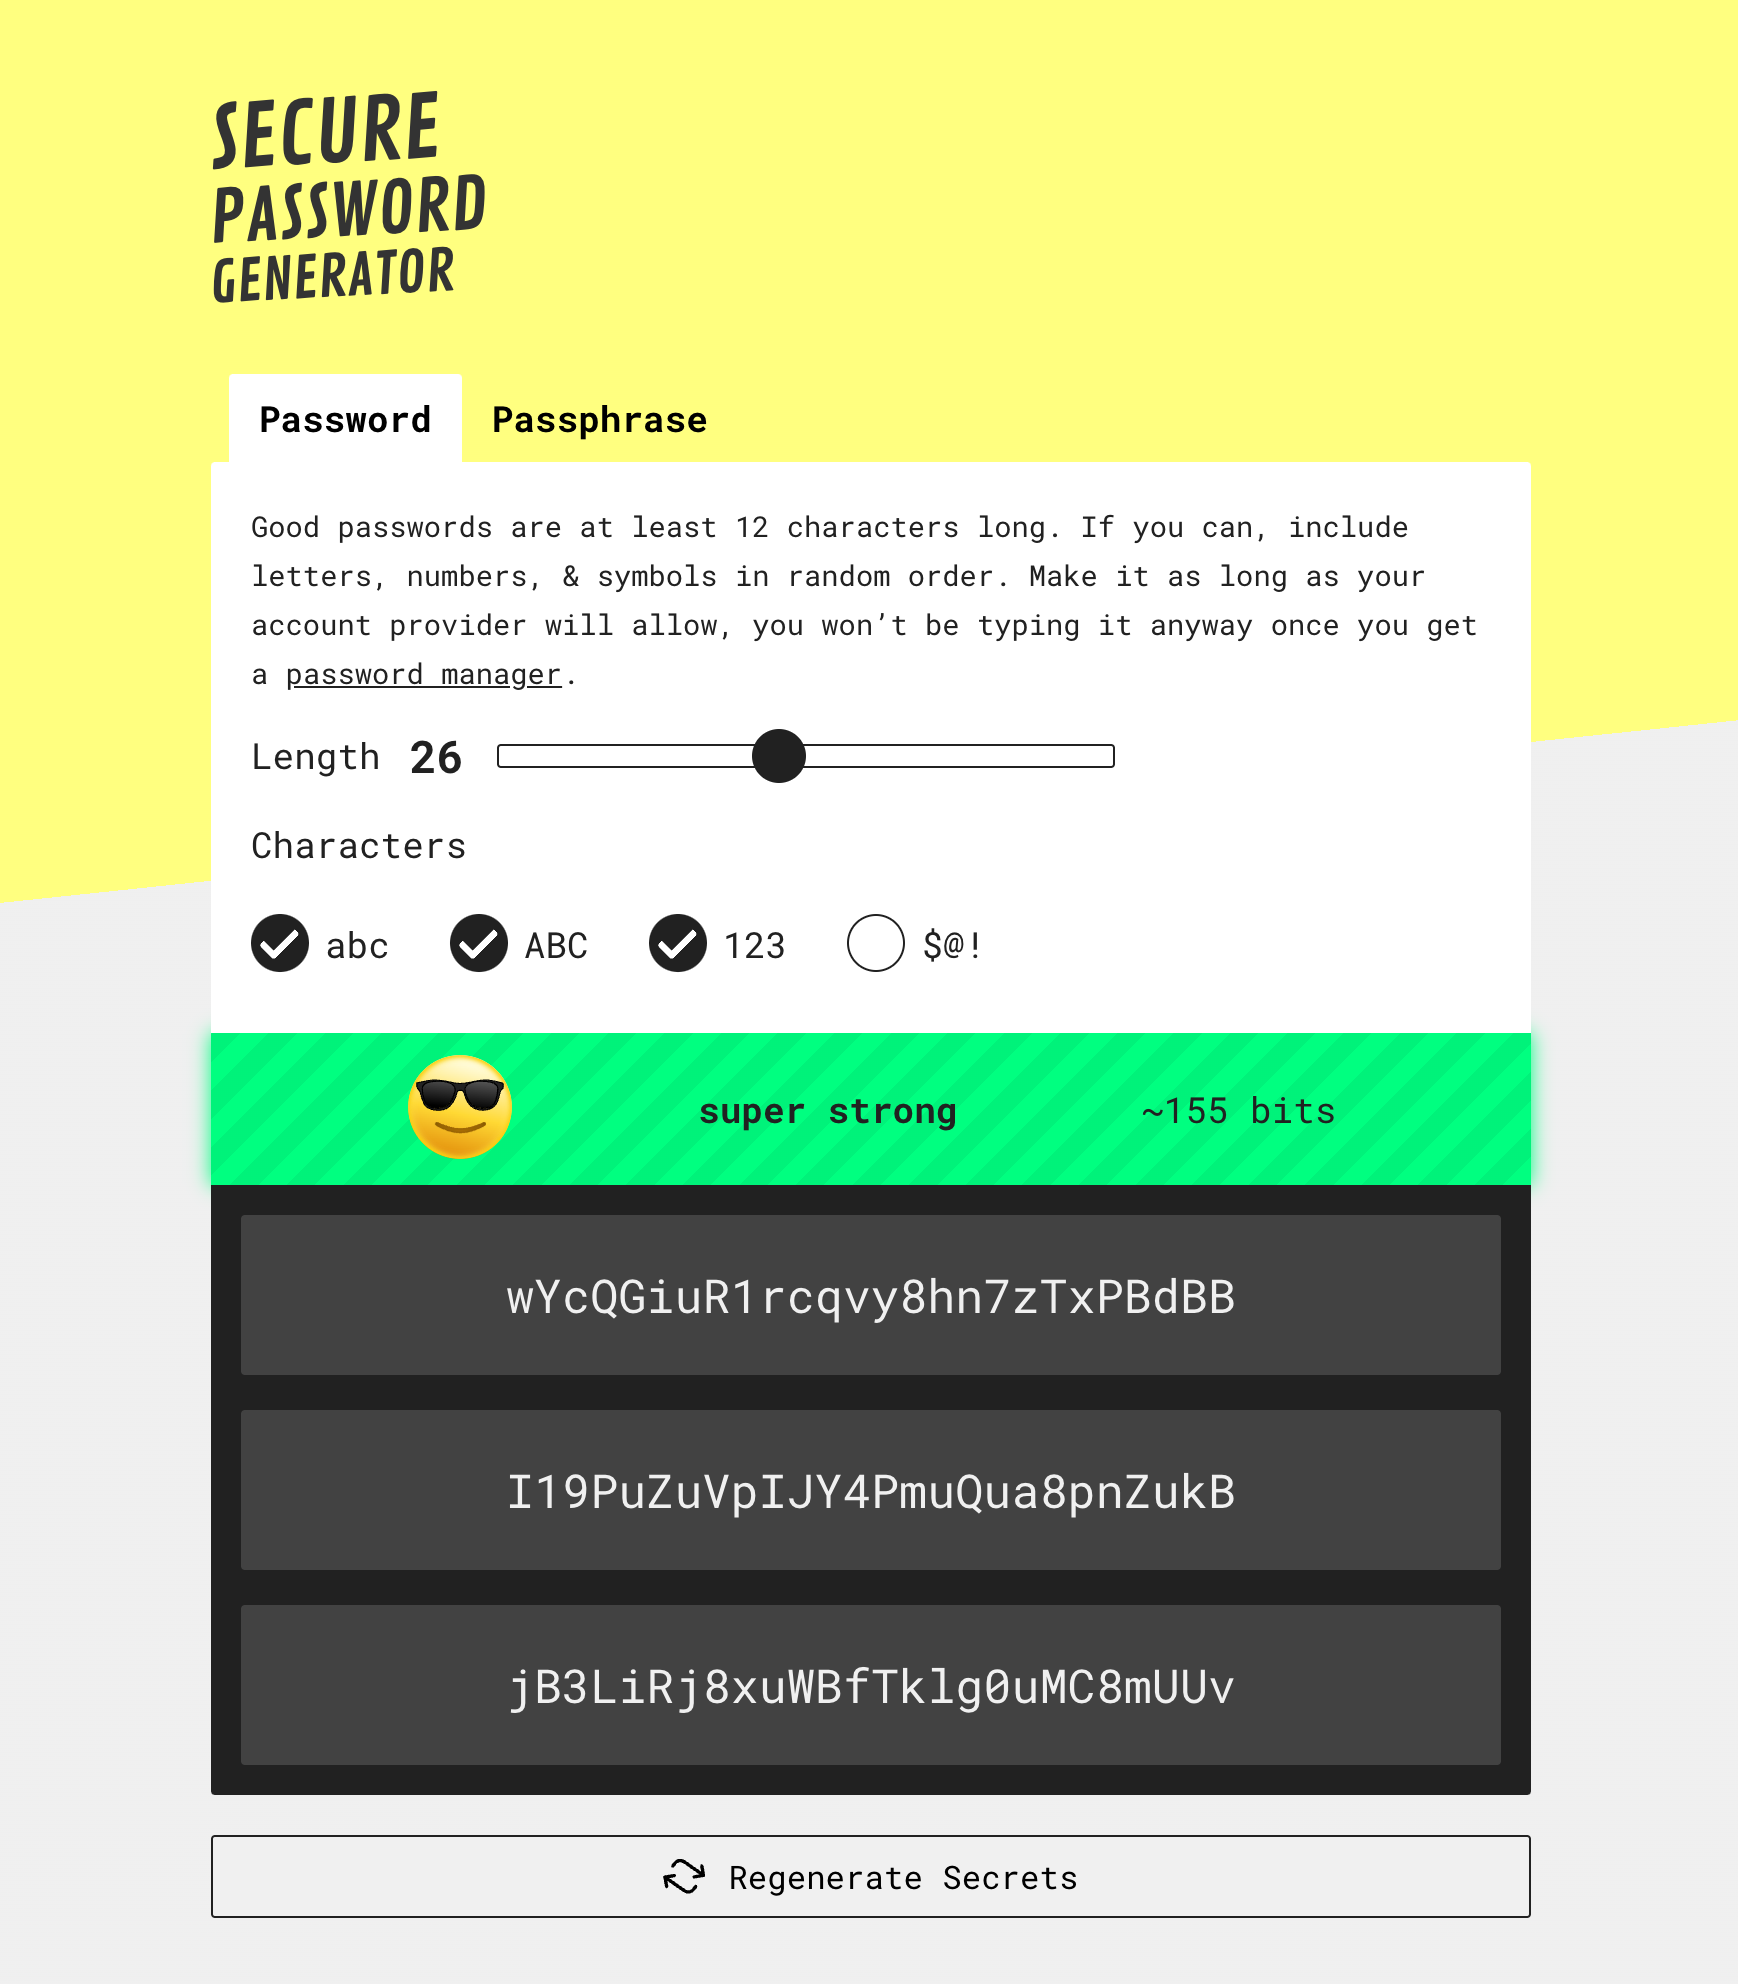 SECURE
PASSWORD
GENERATOR
Password Passphrase
Good passwords are at least 12 characters long. If you can, include
letters, numbers, & symbols in random order. Make it as long as your
account provider will allow, you won’t be typing it anyway once you get
a password manager.
Length 26
Characters
abc ABC 123 $@!
super strong ~155 bits
wYcQGiuR1rcqvy8hn7zTxPBdBB
I19PuZuVpIJY4PmuQua8pnZukB
jB3LiRj8xuWBfTklg0uMC8mUUv
Regenerate Secrets